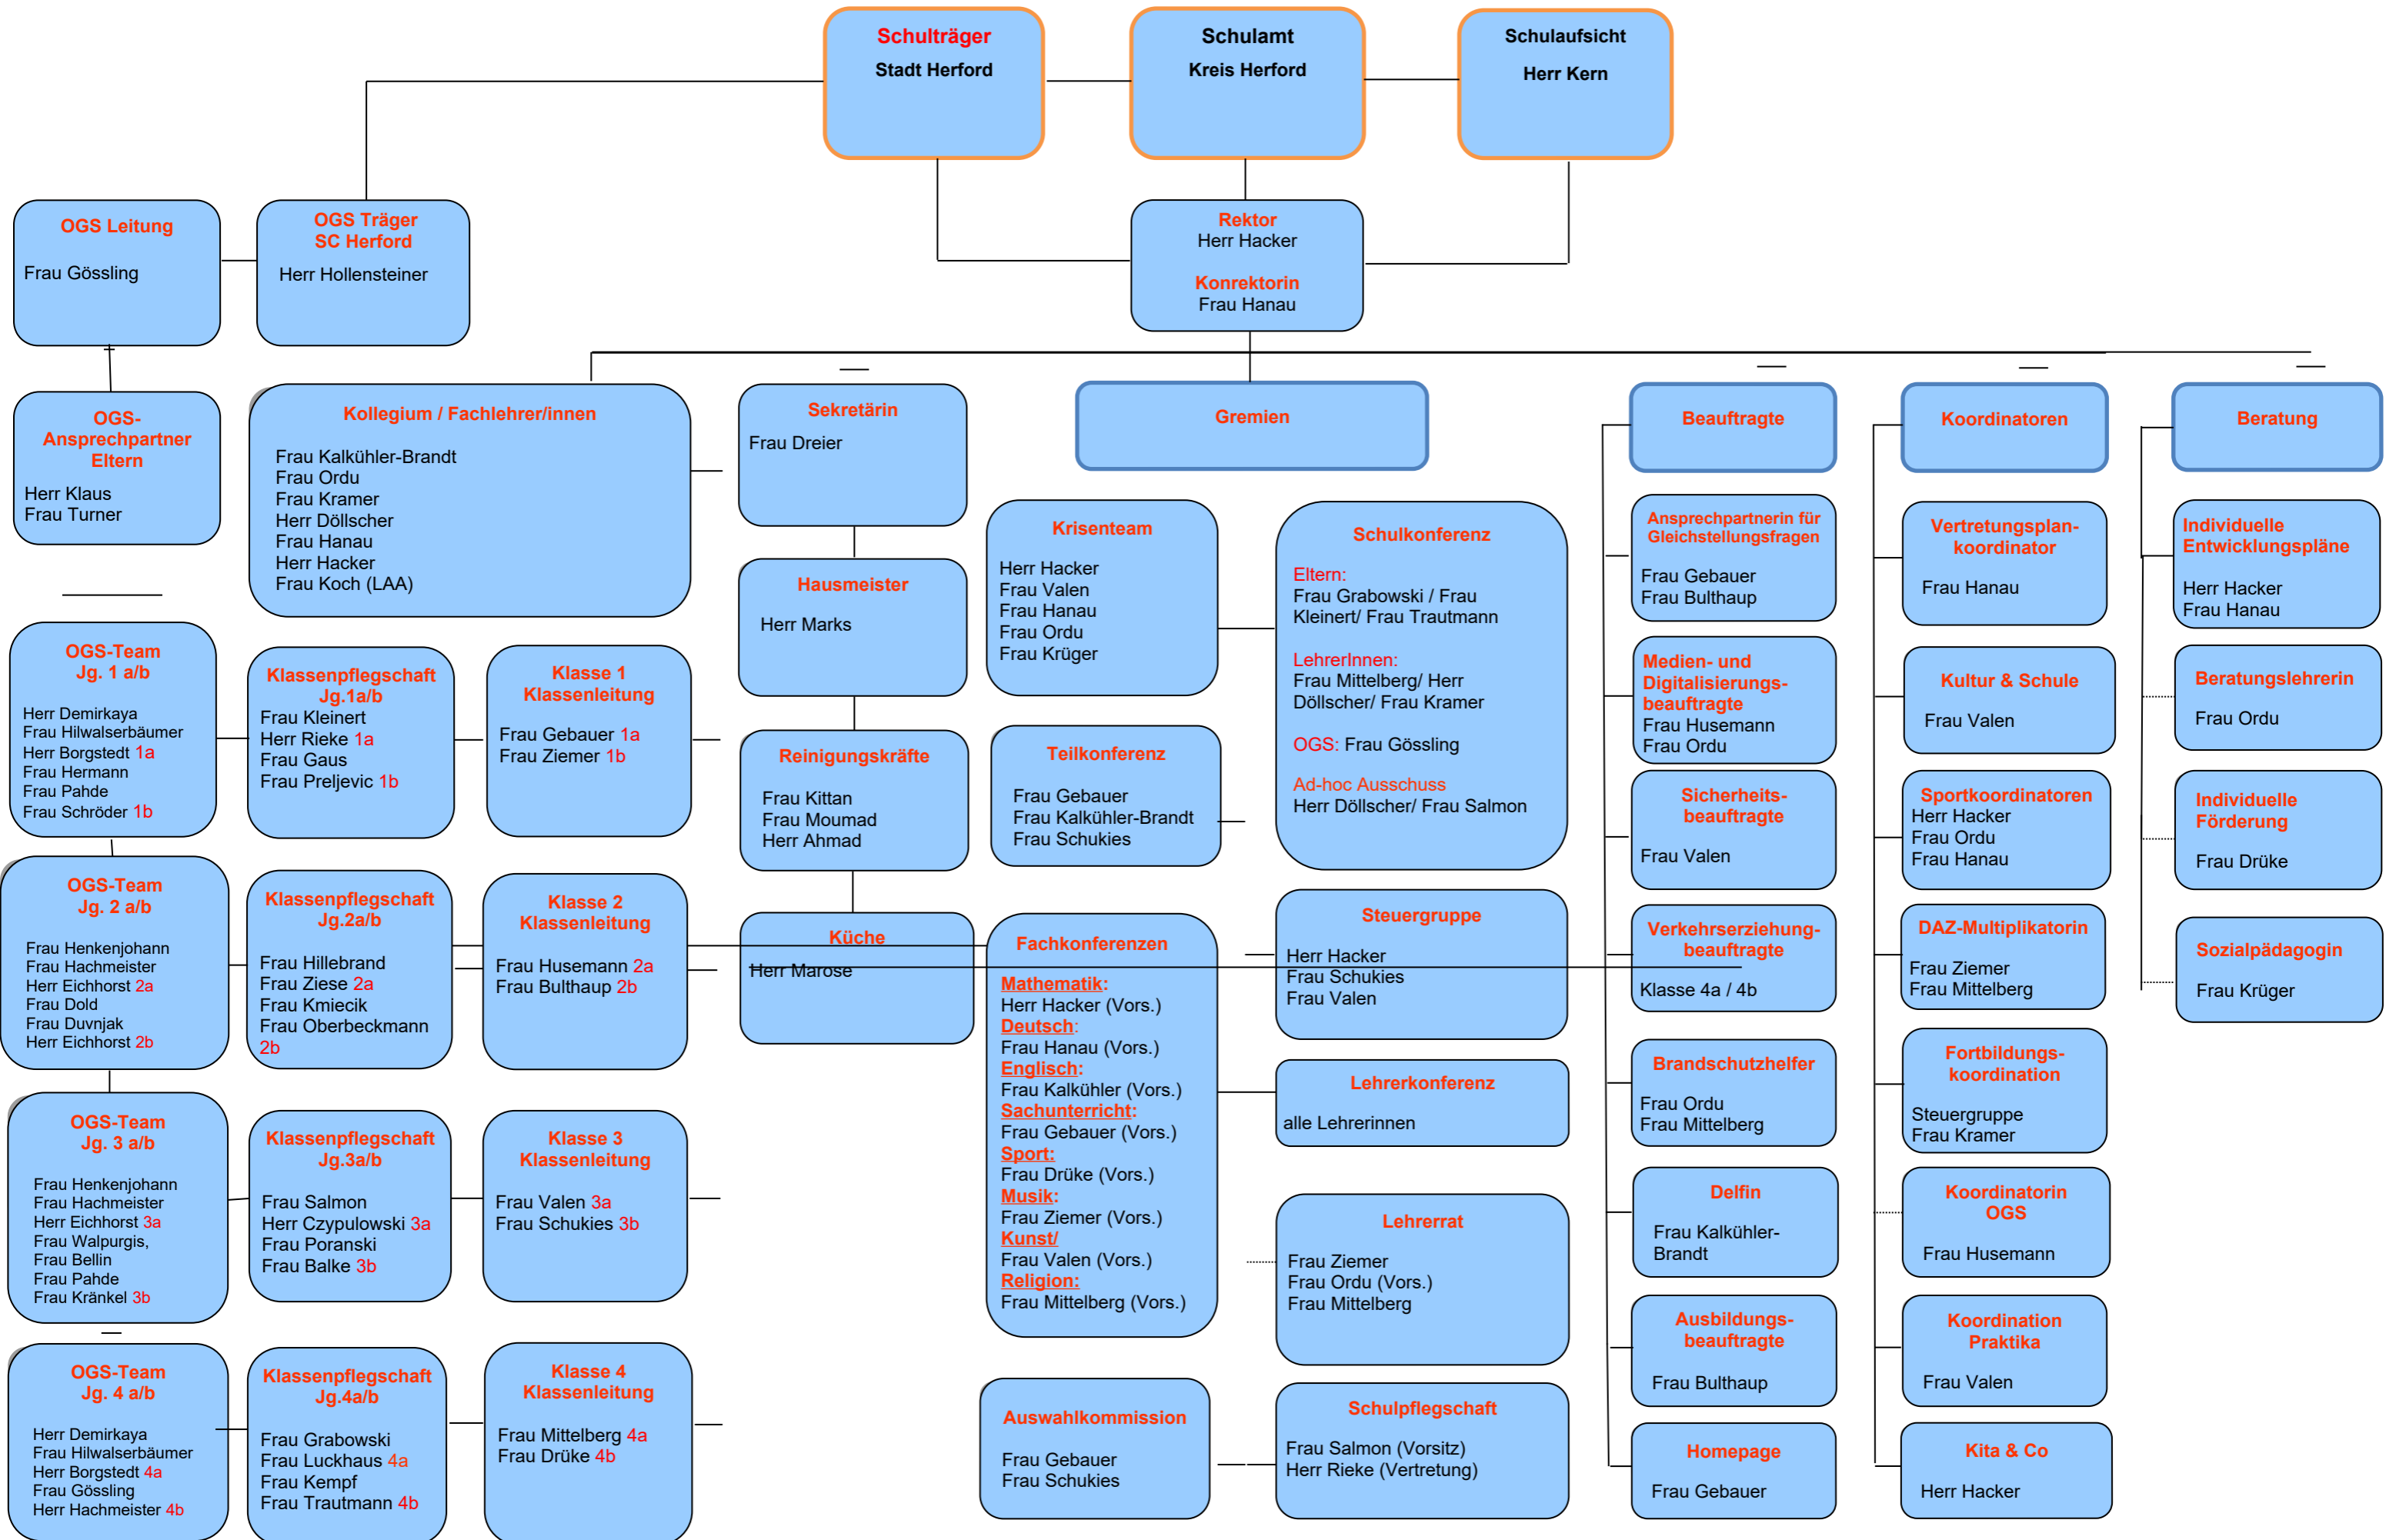 Schulträger
Stadt Herford
Schulamt
Kreis Herford
Schulaufsicht
Herr Kern
OGS Leitung
Frau Gössling
OGS Träger
SC Herford
Herr Hollensteiner
Rektor
Herr Hacker
Konrektorin
Frau Hanau
OGS-
Ansprechpartner
Eltern
Herr Klaus
Frau Turner
Kollegium / Fachlehrer/innen
Frau Kalkühler-Brandt
Frau Ordu
Frau Kramer
Herr Döllscher
Frau Hanau
Herr Hacker
Frau Koch (LAA)
Sekretärin
Frau Dreier
Hausmeister
Herr Marks
Reinigungskräfte
Frau Kittan
Frau Moumad
Herr Ahmad
Küche
Herr Marose
OGS-Team
Jg. 1 a/b
Herr Demirkaya
Frau Hilwalserbäumer
Herr Borgstedt 1a
Frau Hermann
Frau Pahde
Frau Schröder 1b
Klassenpflegschaft
Jg.1a/b
Frau Kleinert
Herr Rieke 1a
Frau Gaus
Frau Preljevic 1b
Klasse 1
Klassenleitung
Frau Gebauer 1a
Frau Ziemer 1b
OGS-Team
Jg. 2 a/b
Frau Henkenjohann
Frau Hachmeister
Herr Eichhorst 2a
Frau Dold
Frau Duvnjak
Herr Eichhorst 2b
Klassenpflegschaft
Jg.2a/b
Frau Hillebrand
Frau Ziese 2a
Frau Kmiecik
Frau Oberbeckmann
2b
Klasse 2
Klassenleitung
Frau Husemann 2a
Frau Bulthaup 2b
OGS-Team
Jg. 3 a/b
Frau Henkenjohann
Frau Hachmeister
Herr Eichhorst 3a
Frau Walpurgis,
Frau Bellin
Frau Pahde
Frau Kränkel 3b
Klassenpflegschaft
Jg.3a/b
Frau Salmon
Herr Czypulowski 3a
Frau Poranski
Frau Balke 3b
Klasse 3
Klassenleitung
Frau Valen 3a
Frau Schukies 3b
OGS-Team
Jg. 4 a/b
Herr Demirkaya
Frau Hilwalserbäumer
Herr Borgstedt 4a
Frau Gössling
Herr Hachmeister 4b
Klassenpflegschaft
Jg.4a/b
Frau Grabowski
Frau Luckhaus 4a
Frau Kempf
Frau Trautmann 4b
Klasse 4
Klassenleitung
Frau Mittelberg 4a
Frau Drüke 4b
Gremien
Krisenteam
Herr Hacker
Frau Valen
Frau Hanau
Frau Ordu
Frau Krüger
Schulkonferenz
Eltern:
Frau Grabowski / Frau
Kleinert/ Frau Trautmann
LehrerInnen:
Frau Mittelberg/ Herr
Döllscher/ Frau Kramer
OGS: Frau Gössling
Ad-hoc Ausschuss
Herr Döllscher/ Frau Salmon
Teilkonferenz
Frau Gebauer
Frau Kalkühler-Brandt
Frau Schukies
Fachkonferenzen
Mathematik:
Herr Hacker (Vors.)
Deutsch:
Frau Hanau (Vors.)
Englisch:
Frau Kalkühler (Vors.)
Sachunterricht:
Frau Gebauer (Vors.)
Sport:
Frau Drüke (Vors.)
Musik:
Frau Ziemer (Vors.)
Kunst/
Frau Valen (Vors.)
Religion:
Frau Mittelberg (Vors.)
Steuergruppe
Herr Hacker
Frau Schukies
Frau Valen
Lehrerkonferenz
alle Lehrerinnen
Lehrerrat
Frau Ziemer
Frau Ordu (Vors.)
Frau Mittelberg
Auswahlkommission
Frau Gebauer
Frau Schukies
Schulpflegschaft
Frau Salmon (Vorsitz)
Herr Rieke (Vertretung)
Beauftragte
Ansprechpartnerin für
Gleichstellungsfragen
Frau Gebauer
Frau Bulthaup
Medien- und
Digitalisierungs-
beauftragte
Frau Husemann
Frau Ordu
Sicherheits-
beauftragte
Frau Valen
Verkehrserziehung-
beauftragte
Klasse 4a / 4b
Brandschutzhelfer
Frau Ordu
Frau Mittelberg
Delfin
Frau Kalkühler-
Brandt
Ausbildungs-
beauftragte
Frau Bulthaup
Homepage
Frau Gebauer
Koordinatoren
Vertretungsplan-
koordinator
Frau Hanau
Kultur & Schule
Frau Valen
Sportkoordinatoren
Herr Hacker
Frau Ordu
Frau Hanau
DAZ-Multiplikatorin
Frau Ziemer
Frau Mittelberg
Fortbildungs-
koordination
Steuergruppe
Frau Kramer
Koordinatorin
OGS
Frau Husemann
Koordination
Praktika
Frau Valen
Kita & Co
Herr Hacker
Beratung
Individuelle
Entwicklungspläne
Herr Hacker
Frau Hanau
Beratungslehrerin
Frau Ordu
Individuelle
Förderung
Frau Drüke
Sozialpädagogin
Frau Krüger